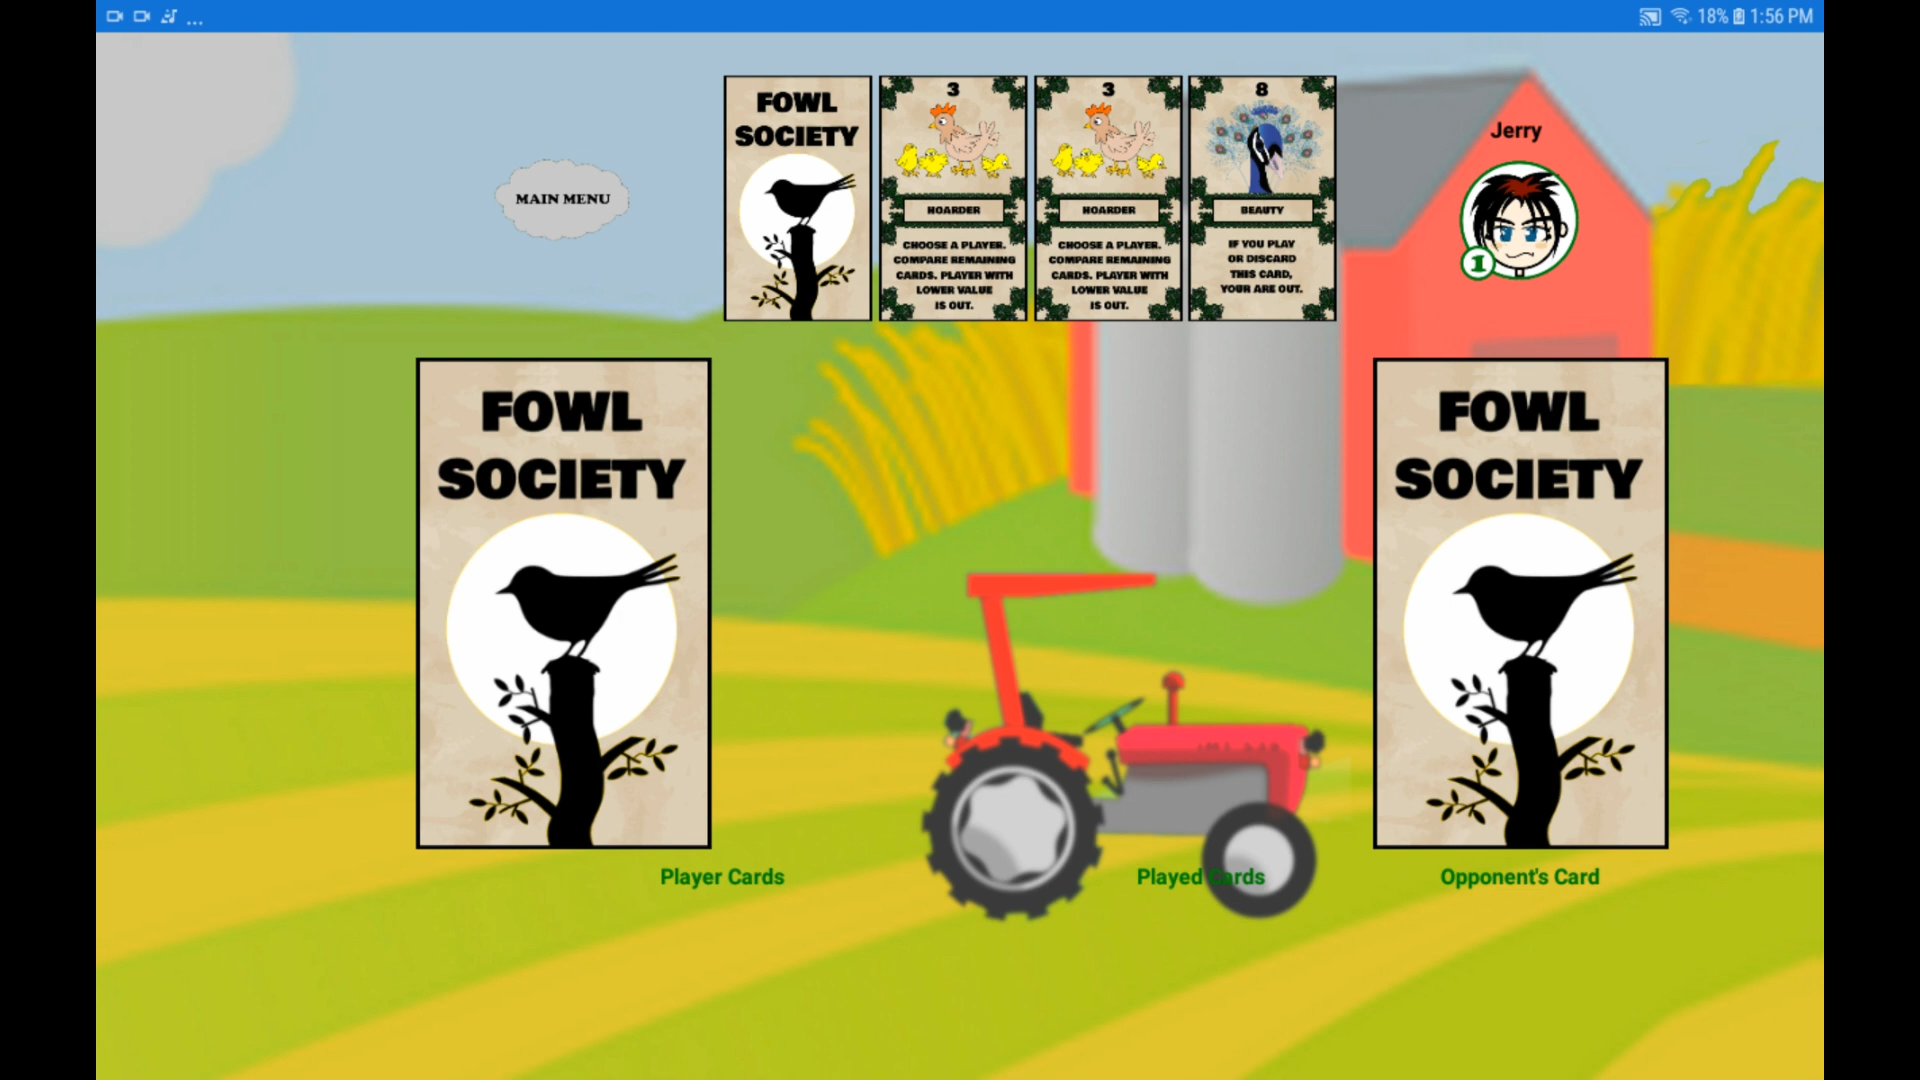 ... 18% 1:56 PM
MAIN MENU
FOWL
SOCIETY
3
HOARDER
CHOOSE A PLAYER.
COMPARE REMAINING
CARDS. PLAYER WITH
LOWER VALUE
IS OUT.
3
HOARDER
CHOOSE A PLAYER.
COMPARE REMAINING
CARDS. PLAYER WITH
LOWER VALUE
IS OUT.
8
BEAUTY
IF YOU PLAY
OR DISCARD
THIS CARD,
YOUR ARE OUT.
Jerry
1
FOWL
SOCIETY
FOWL
SOCIETY
Player Cards
Played Cards
Opponent's Card